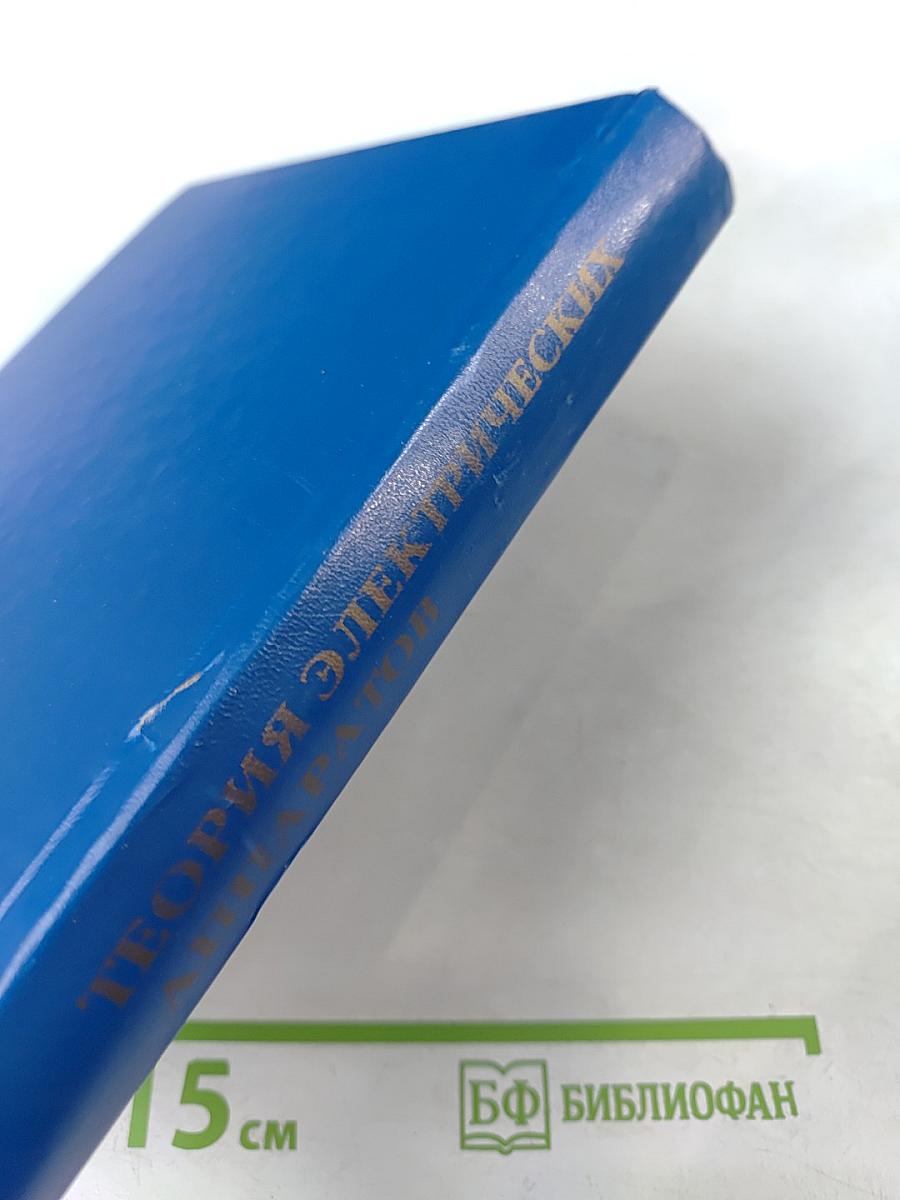 ТЕОРИЯ ЭЛЕКТРИЧЕСКИХ
АППАРАТОВ
15 см
БФ БИБЛИОФАН